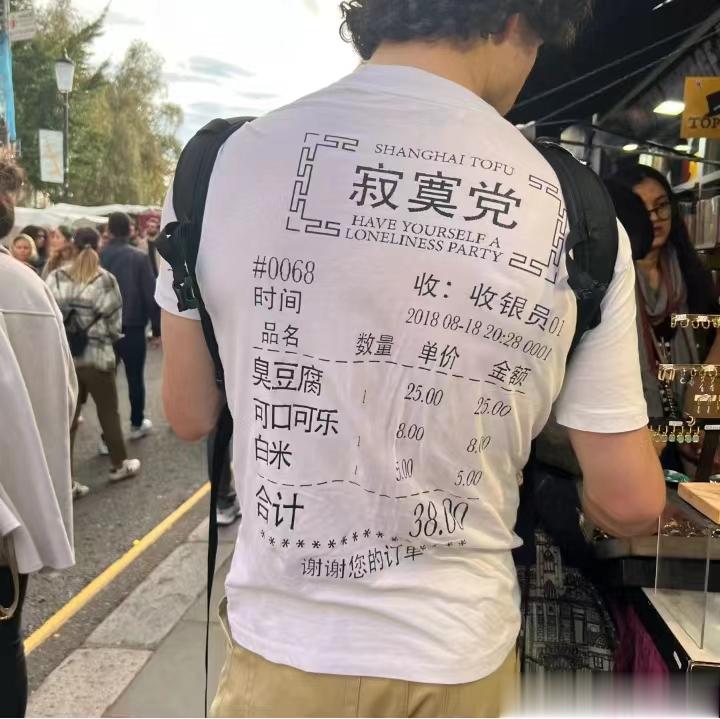 SHANGHAI TOFU
寂寞党
HAVE YOURSELF A
LONELINESS PARTY
#0068
收：收银员01
时间
2018 08-18 20:28 0001
品名 数量 单价 金额
臭豆腐 1 25.00 25.00
可口可乐 1 8.00 8.00
白米 1 5.00 5.00
合计 38.00
谢谢您的订单
TOP